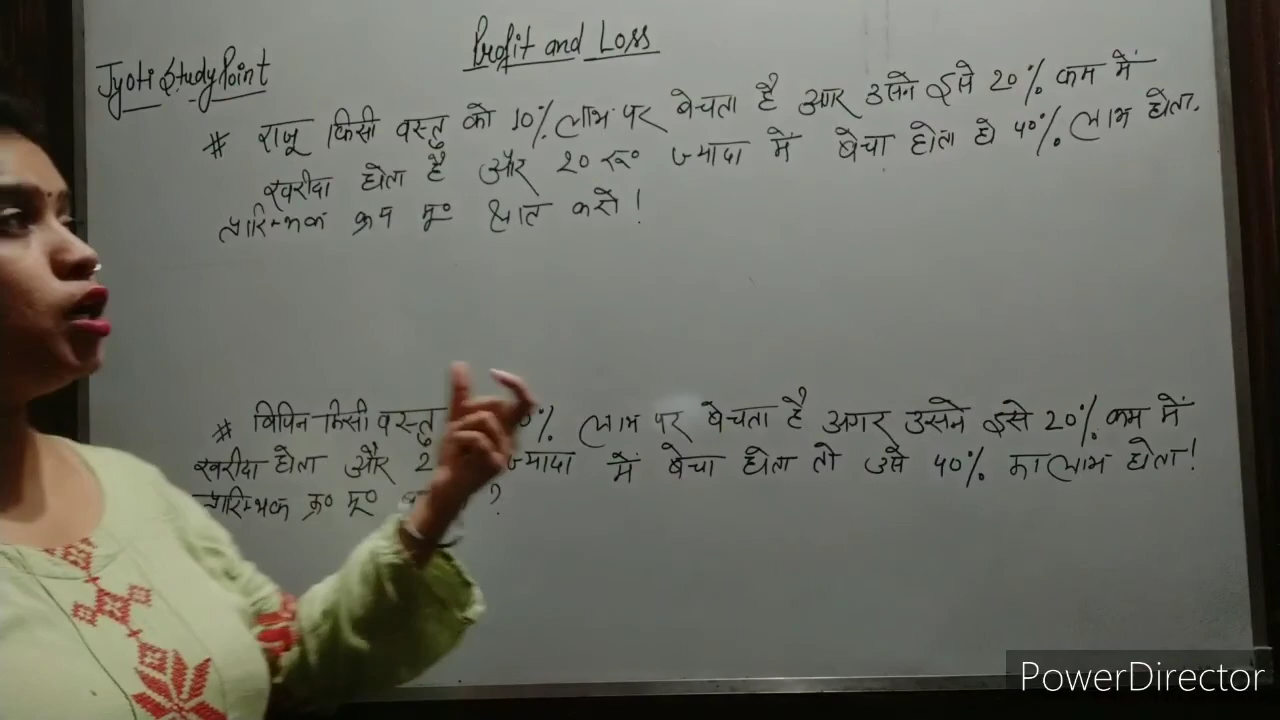 Profit and Loss
Jyoti Study Point
# राजू किसी वस्तु को 10% लाभ पर बेचता है अगर उसने इसे 20% कम में
खरीदा होता है और 20 रू० ज्यादा में बेचा होता तो 40% लाभ होता.
प्रारम्भिक क्रय मू० ज्ञात करो!
# विपिन किसी वस्तु % लाभ पर बेचता है अगर उसने इसे 20% कम में
खरीदा होता और 2 ज्यादा में बेचा होता तो उसे 40% का लाभ होता!
प्रारम्भिक क्र० मू० ?
PowerDirector